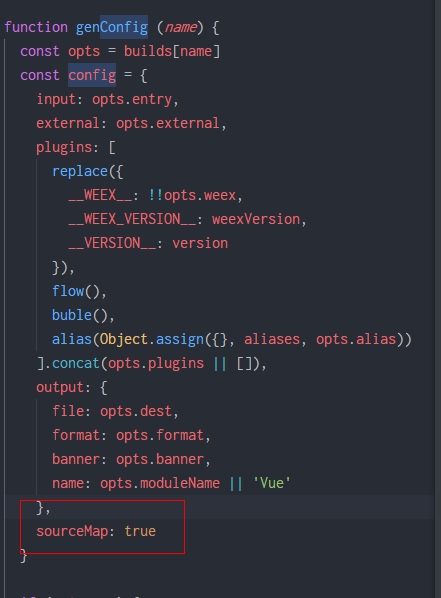 function genConfig (name) {
  const opts = builds[name]
  const config = {
    input: opts.entry,
    external: opts.external,
    plugins: [
      replace({
        __WEEX__: !!opts.weex,
        __WEEX_VERSION__: weexVersion,
        __VERSION__: version
      }),
      flow(),
      buble(),
      alias(Object.assign({}, aliases, opts.alias))
    ].concat(opts.plugins || []),
    output: {
      file: opts.dest,
      format: opts.format,
      banner: opts.banner,
      name: opts.moduleName || 'Vue'
    },
    sourceMap: true
  }